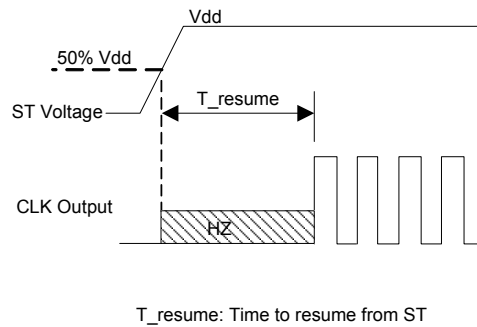 Vdd
50% Vdd
T_resume
ST Voltage
CLK Output
HZ
T_resume: Time to resume from ST